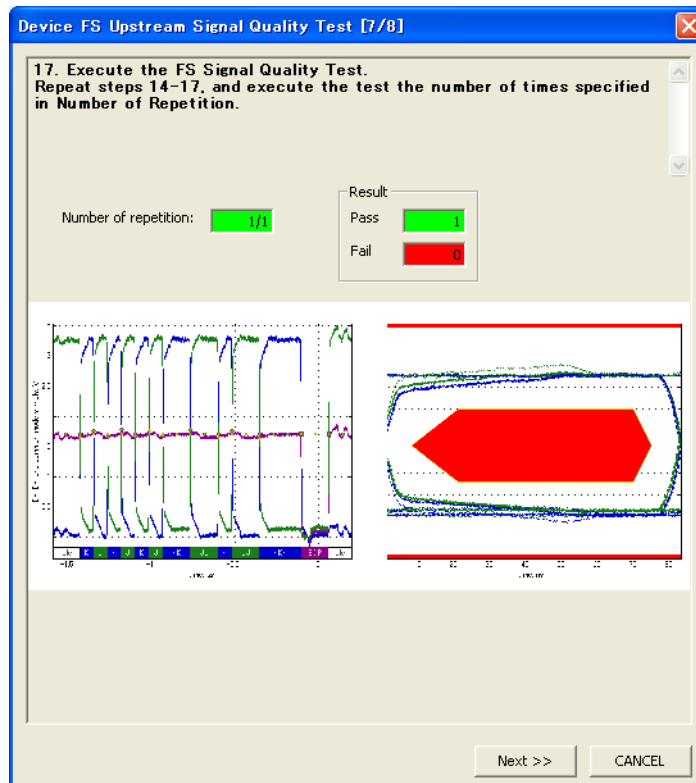 Device FS Upstream Signal Quality Test [7/8]
17. Execute the FS Signal Quality Test.
Repeat steps 14-17, and execute the test the number of times specified
in Number of Repetition.
Number of repetition:
1/1
Result
Pass
1
Fail
0
K
J
K
J
Next >>
CANCEL